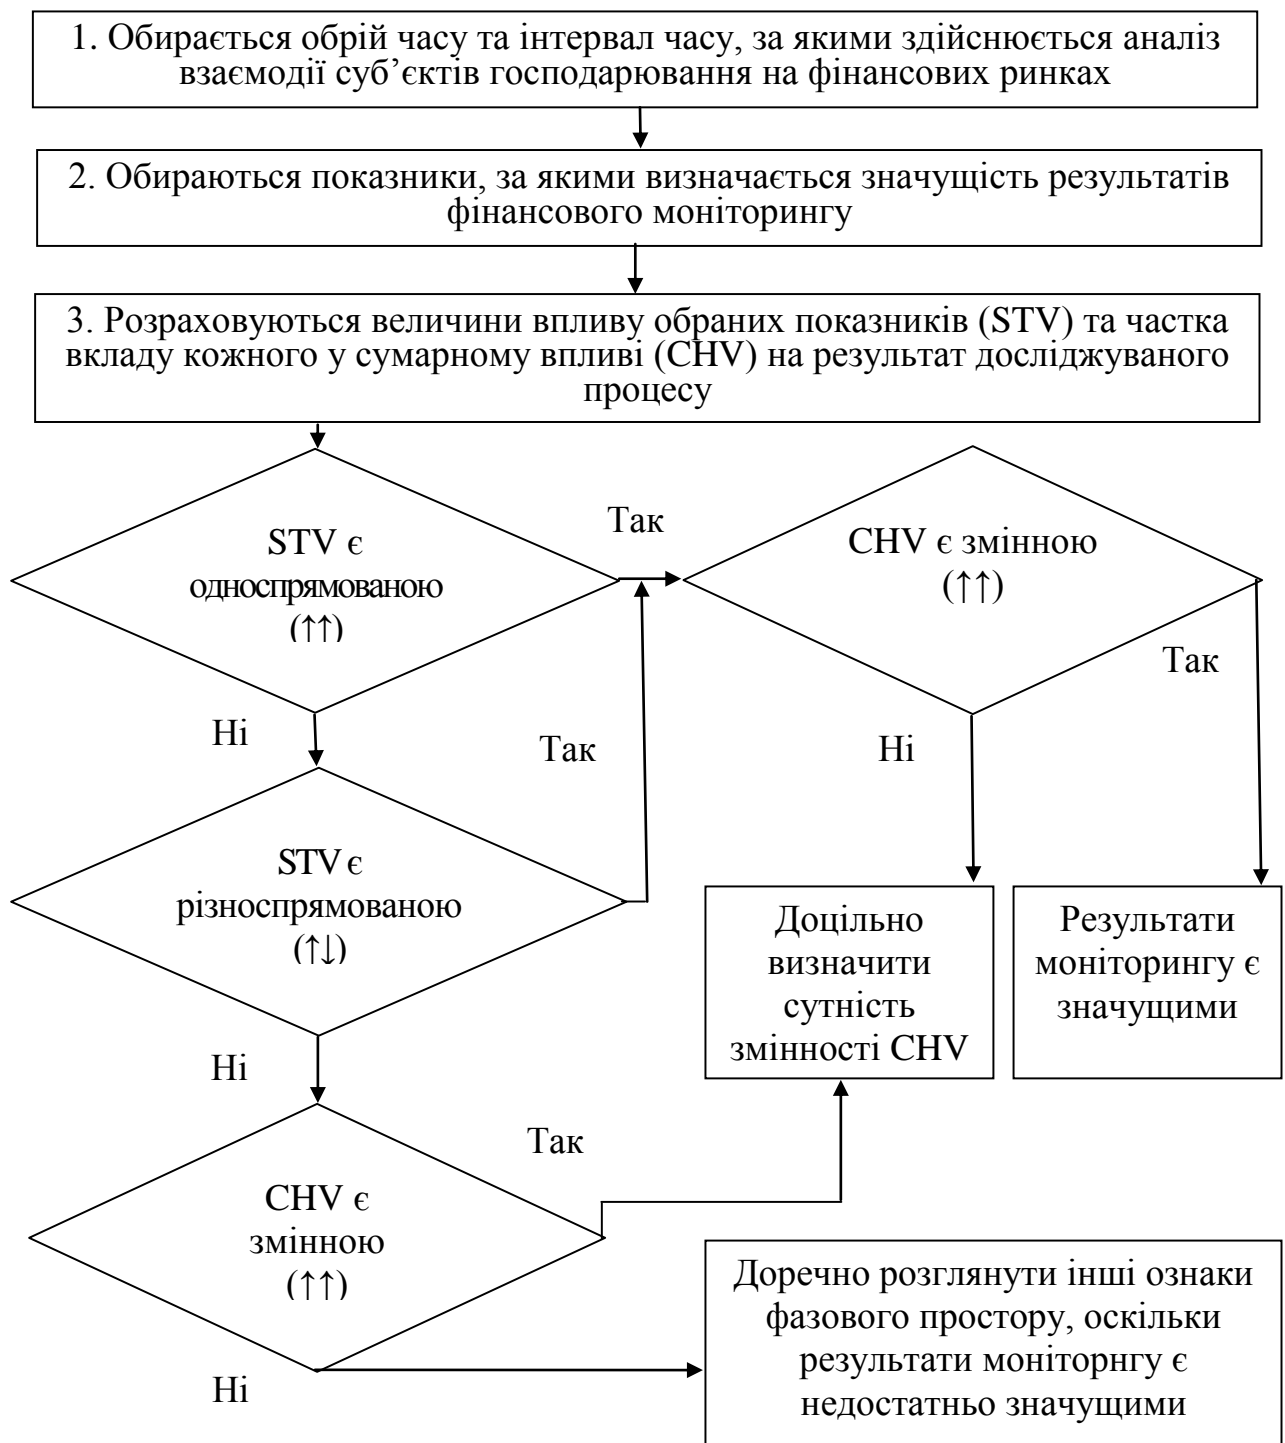 1. Обирається обрій часу та інтервал часу, за якими здійснюється аналіз
взаємодії суб’єктів господарювання на фінансових ринках
2. Обираються показники, за якими визначається значущість результатів
фінансового моніторингу
3. Розраховуються величини впливу обраних показників (STV) та частка
вкладу кожного у сумарному впливі (CHV) на результат досліджуваного
процесу
STV є
односпрямованою
(↑↑)
Так
CHV є змінною
(↑↑)
Так
Ні
Так
Ні
STV є
різноспрямованою
(↑↓)
Доцільно
визначити
сутність
змінності CHV
Результати
моніторингу є
значущими
Ні
Так
CHV є
змінною
(↑↑)
Ні
Доречно розглянути інші ознаки
фазового простору, оскільки
результати моніторнгу є
недостатньо значущими